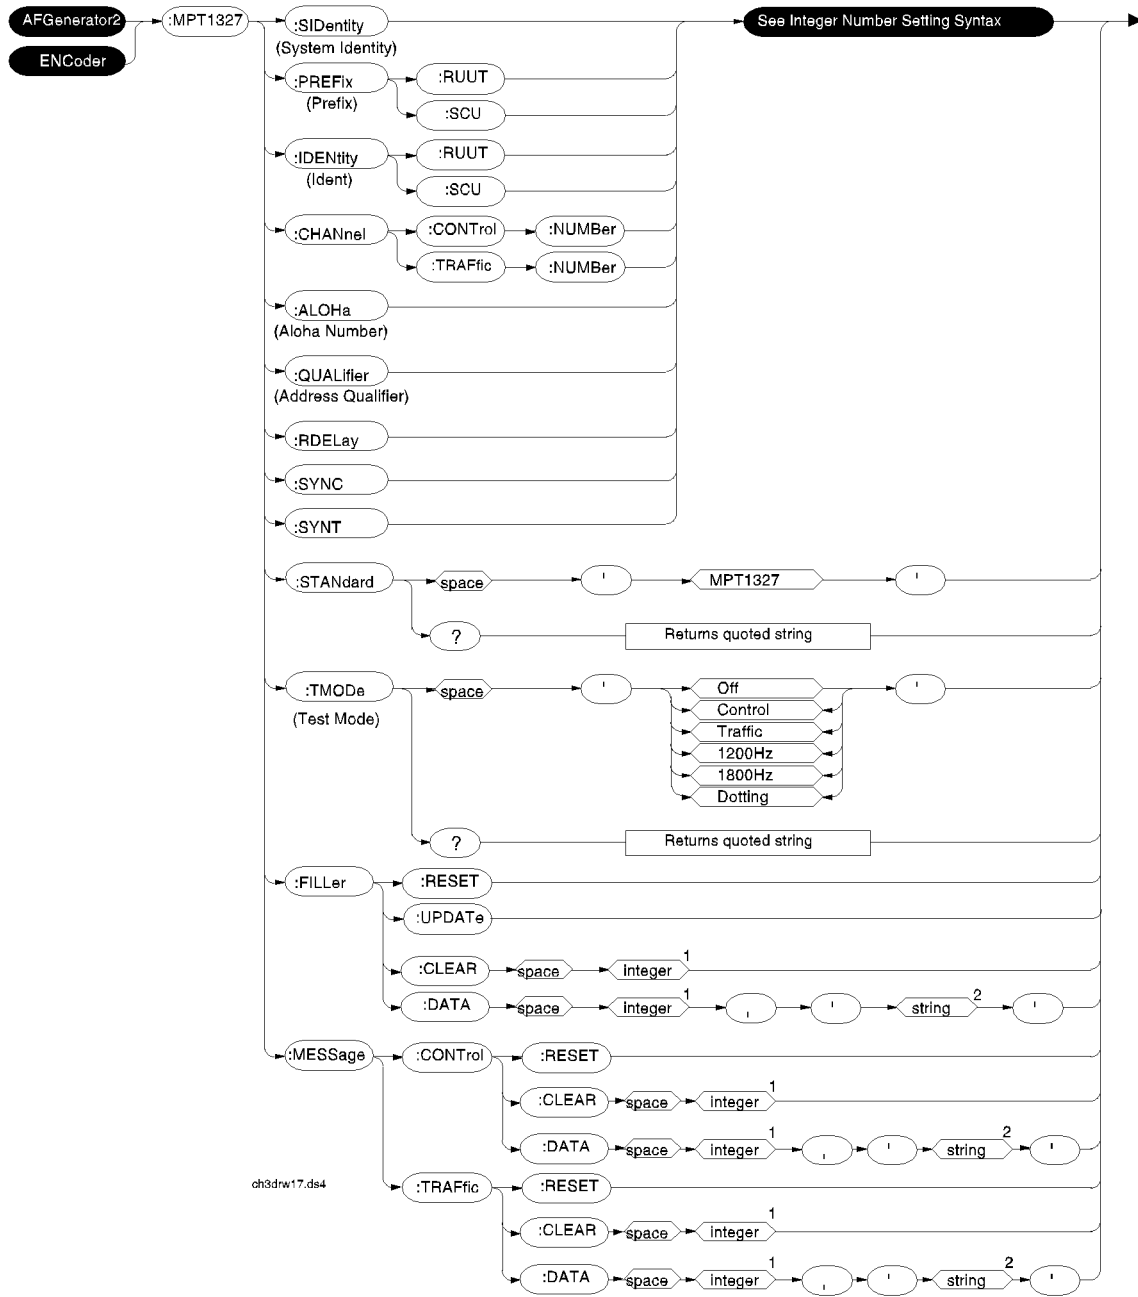 AFGenerator2 :MPT1327 :SIDentity See Integer Number Setting Syntax
ENCoder (System Identity)
:PREFix :RUUT
(Prefix) :SCU
:IDENtity :RUUT
(Ident) :SCU
:CHANnel :CONTrol :NUMBer
:TRAFfic :NUMBer
:ALOHa
(Aloha Number)
:QUALifier
(Address Qualifier)
:RDELay
:SYNC
:SYNT
:STANdard space ' MPT1327 '
? Returns quoted string
:TMODe space ' Off '
(Test Mode) Control
Traffic
1200Hz
1800Hz
Dotting
? Returns quoted string
:FILLer :RESET
:UPDATe
:CLEAR space integer 1
:DATA space integer 1 , ' string 2 '
:MESSage :CONTrol :RESET
:CLEAR space integer 1
:DATA space integer 1 , ' string 2 '
ch3drw17.ds4 :TRAFfic :RESET
:CLEAR space integer 1
:DATA space integer 1 , ' string 2 '